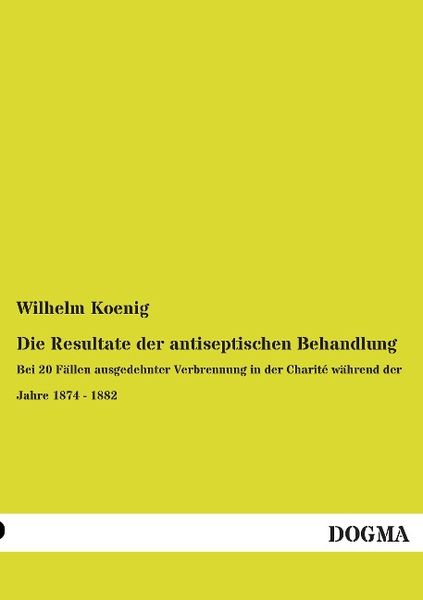 Wilhelm Koenig
Die Resultate der antiseptischen Behandlung
Bei 20 Fällen ausgedehnter Verbrennung in der Charité während der
Jahre 1874 - 1882
DOGMA